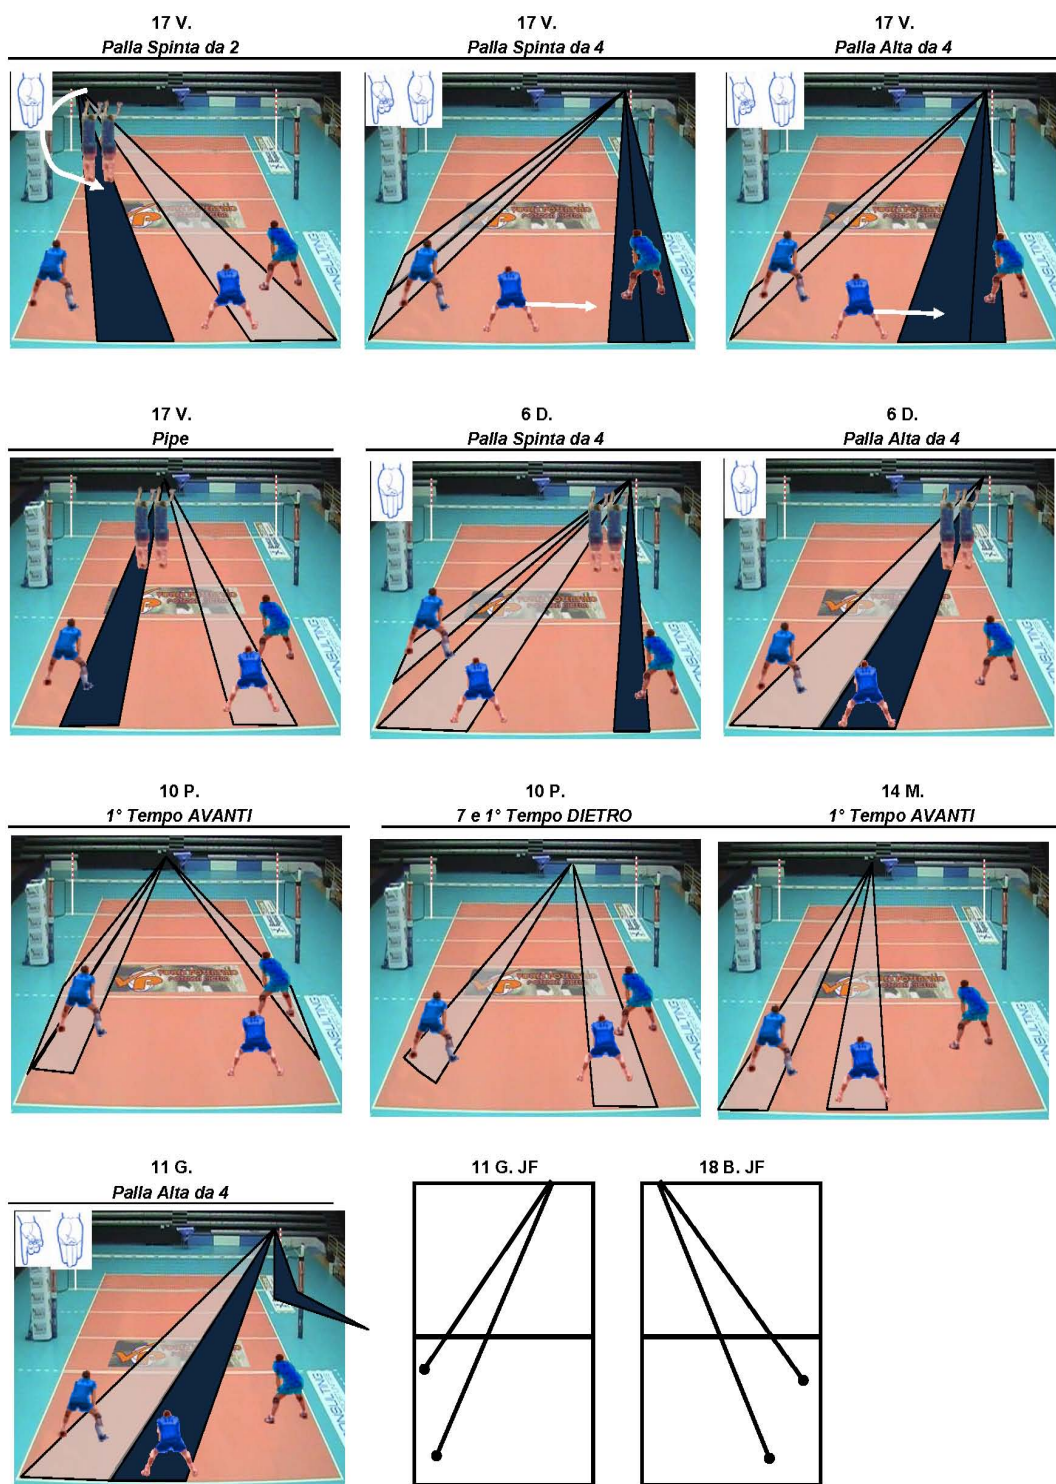 17 V.
Palla Spinta da 2
17 V.
Palla Spinta da 4
17 V.
Palla Alta da 4
17 V.
Pipe
6 D.
Palla Spinta da 4
6 D.
Palla Alta da 4
10 P.
1° Tempo AVANTI
10 P.
7 e 1° Tempo DIETRO
14 M.
1° Tempo AVANTI
11 G.
Palla Alta da 4
11 G. JF
18 B. JF